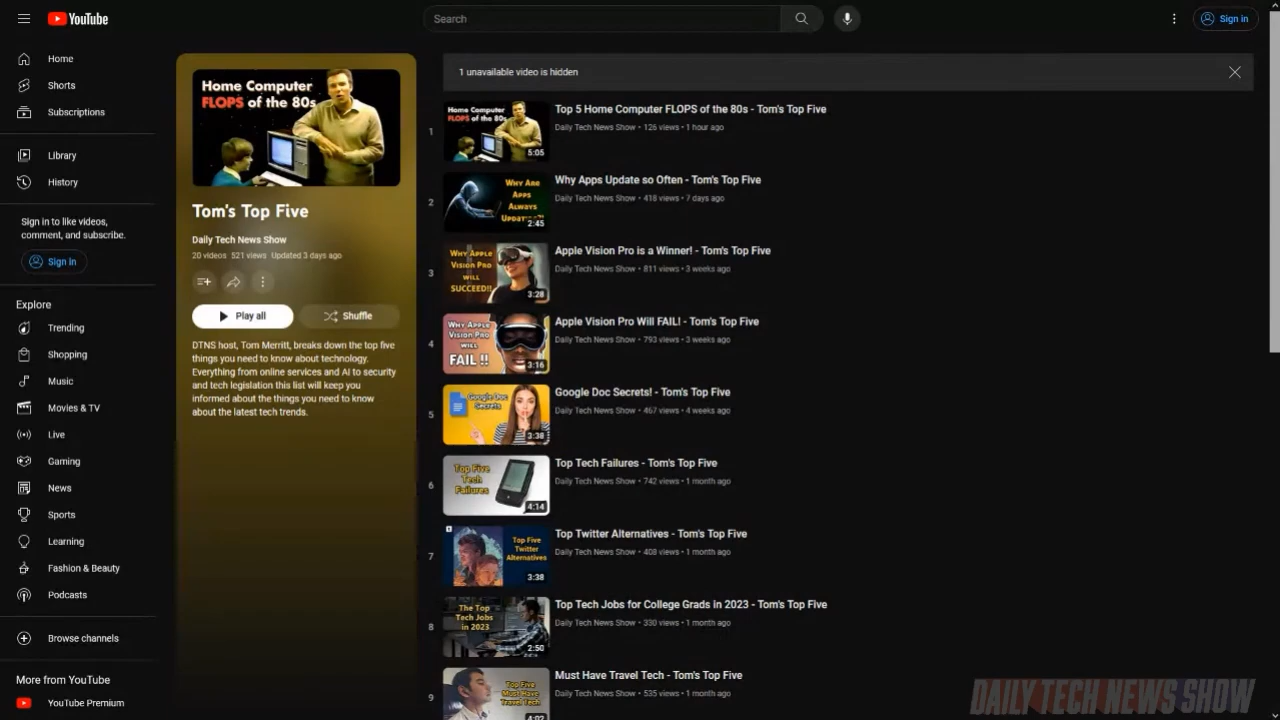 YouTube
Search
Sign in
Home
Shorts
Subscriptions
Library
History
Sign in to like videos,
comment, and subscribe.
Sign in
Explore
Trending
Shopping
Music
Movies & TV
Live
Gaming
News
Sports
Learning
Fashion & Beauty
Podcasts
Browse channels
More from YouTube
YouTube Premium
Home Computer
FLOPS of the 80s
Tom's Top Five
Daily Tech News Show
20 videos 521 views Updated 3 days ago
Play all
Shuffle
DTNS host, Tom Merritt, breaks down the top five
things you need to know about technology.
Everything from online services and AI to security
and tech legislation this list will keep you
informed about the things you need to know
about the latest tech trends.
1 unavailable video is hidden
1
Home Computer
FLOPS of the 80s
5:05
Top 5 Home Computer FLOPS of the 80s - Tom's Top Five
Daily Tech News Show • 126 views • 1 hour ago
2
Why Are
Apps
Always
Updating?!
2:45
Why Apps Update so Often - Tom's Top Five
Daily Tech News Show • 418 views • 7 days ago
3
Why Apple
Vision Pro
will
SUCCEED!!
3:28
Apple Vision Pro is a Winner! - Tom's Top Five
Daily Tech News Show • 811 views • 3 weeks ago
4
Why Apple
Vision Pro
will
FAIL !!
3:16
Apple Vision Pro Will FAIL! - Tom's Top Five
Daily Tech News Show • 793 views • 3 weeks ago
5
Google Doc
Secrets
3:38
Google Doc Secrets! - Tom's Top Five
Daily Tech News Show • 467 views • 4 weeks ago
6
Top Five
Tech
Failures
4:14
Top Tech Failures - Tom's Top Five
Daily Tech News Show • 742 views • 1 month ago
7
Top Five
Twitter
Alternatives
3:38
Top Twitter Alternatives - Tom's Top Five
Daily Tech News Show • 408 views • 1 month ago
8
The Top
Tech Jobs
in 2023
2:50
Top Tech Jobs for College Grads in 2023 - Tom's Top Five
Daily Tech News Show • 330 views • 1 month ago
9
Top Five
Must Have
Travel Tech
4:02
Must Have Travel Tech - Tom's Top Five
Daily Tech News Show • 535 views • 1 month ago
DAILY TECH NEWS SHOW